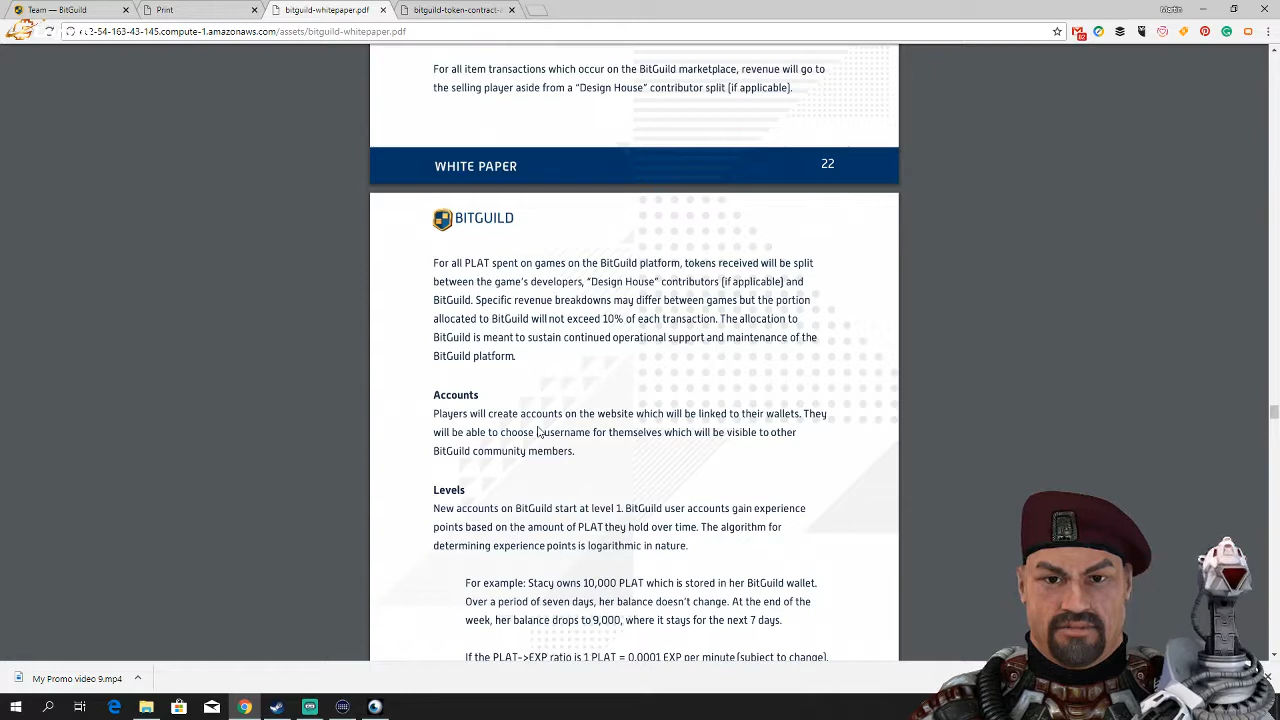 Team — BitGuild
Print
bitguild-whitepaper.pdf
bitguild-token-contract-
2-54-163-43-145.compute-1.amazonaws.com/assets/bitguild-whitepaper.pdf
82
For all item transactions which occur on the BitGuild marketplace, revenue will go to
the selling player aside from a “Design House” contributor split (if applicable).
WHITE PAPER
22
BITGUILD
For all PLAT spent on games on the BitGuild platform, tokens received will be split
between the game’s developers, “Design House” contributors (if applicable) and
BitGuild. Specific revenue breakdowns may differ between games but the portion
allocated to BitGuild will not exceed 10% of each transaction. The allocation to
BitGuild is meant to sustain continued operational support and maintenance of the
BitGuild platform.
Accounts
Players will create accounts on the website which will be linked to their wallets. They
will be able to choose username for themselves which will be visible to other
BitGuild community members.
Levels
New accounts on BitGuild start at level 1. BitGuild user accounts gain experience
points based on the amount of PLAT they hold over time. The algorithm for
determining experience points is logarithmic in nature.
For example: Stacy owns 10,000 PLAT which is stored in her BitGuild wallet.
Over a period of seven days, her balance doesn’t change. At the end of the
week, her balance drops to 9,000, where it stays for the next 7 days.
If the PLAT->EXP ratio is 1 PLAT = 0.0001 EXP per minute (subject to change),
My Promo video 9.mp4